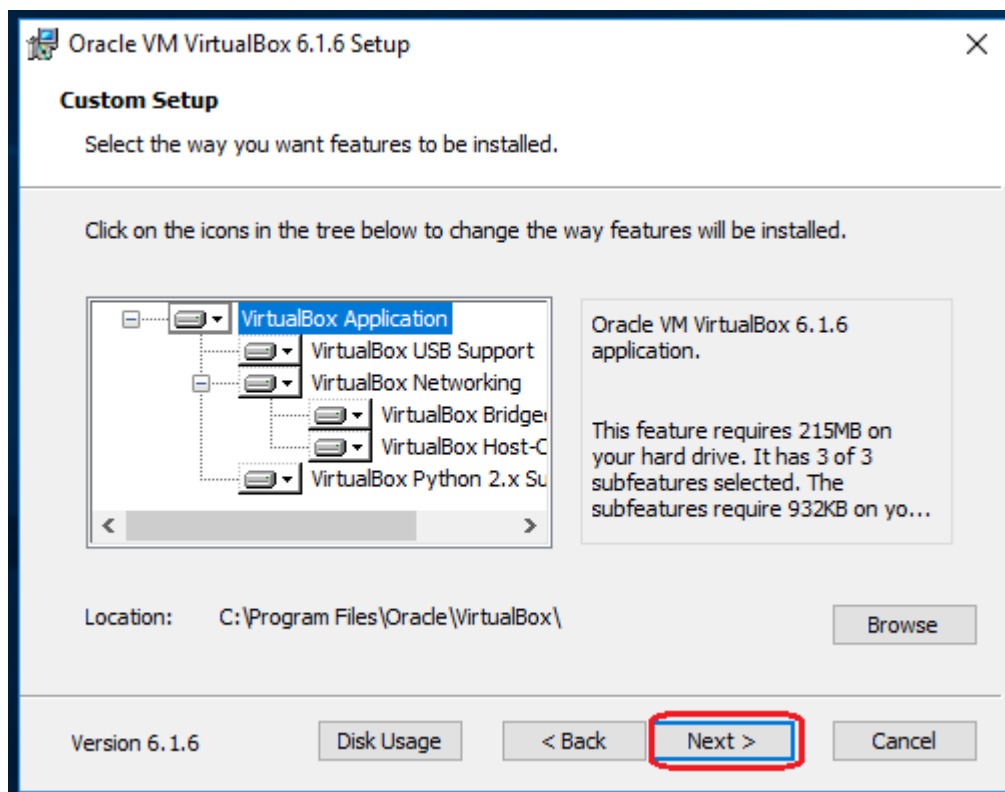 Oracle VM VirtualBox 6.1.6 Setup
Custom Setup
Select the way you want features to be installed.
Click on the icons in the tree below to change the way features will be installed.
VirtualBox Application
VirtualBox USB Support
VirtualBox Networking
VirtualBox Bridge
VirtualBox Host-C
VirtualBox Python 2.x Su
Oracle VM VirtualBox 6.1.6
application.
This feature requires 215MB on
your hard drive. It has 3 of 3
subfeatures selected. The
subfeatures require 932KB on yo...
Location: C:\Program Files\Oracle\VirtualBox\
Browse
Version 6.1.6 Disk Usage < Back Next > Cancel